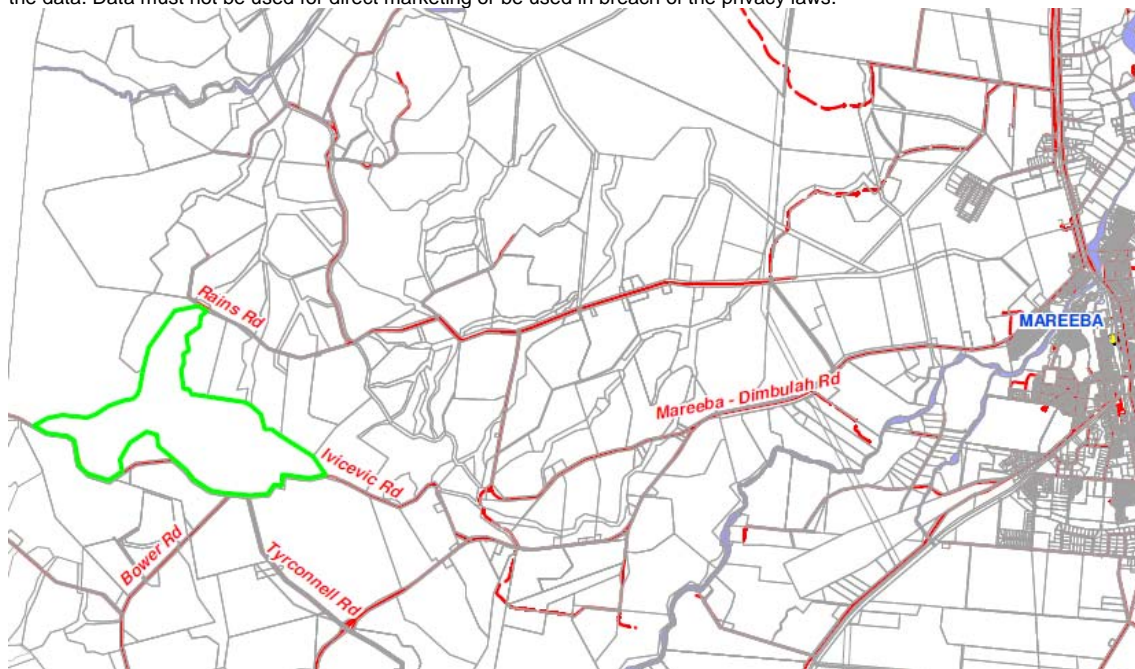 the data. Data must not be used for direct marketing or be used in breach of the privacy laws.
Rains Rd
MAREEBA
Mareeba - Dimbulah Rd
Ivicevic Rd
Bower Rd
Tyrconnell Rd